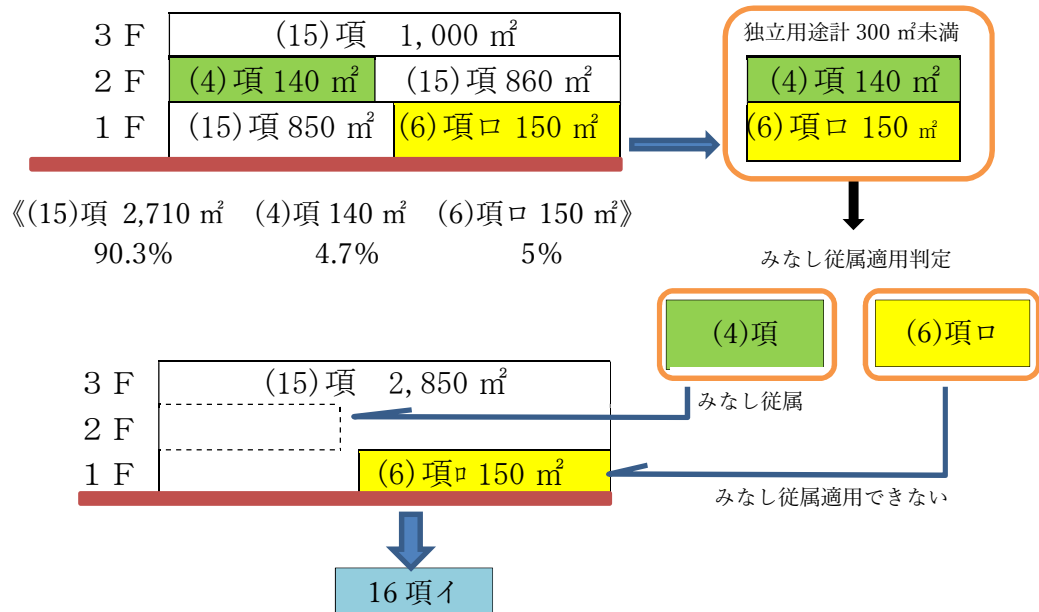 ３Ｆ (15)項 1,000 ㎡
２Ｆ (4)項 140 ㎡ (15)項 860 ㎡
１Ｆ (15)項 850 ㎡ (6)項ロ 150 ㎡
独立用途計 300 ㎡未満
(4)項 140 ㎡
(6)項ロ 150 ㎡
《(15)項 2,710 ㎡ (4)項 140 ㎡ (6)項ロ 150 ㎡》
90.3% 4.7% 5%
みなし従属適用判定
(4)項
(6)項ロ
３Ｆ (15)項 2,850 ㎡
２Ｆ
１Ｆ (6)項ﾛ 150 ㎡
みなし従属
みなし従属適用できない
16 項イ